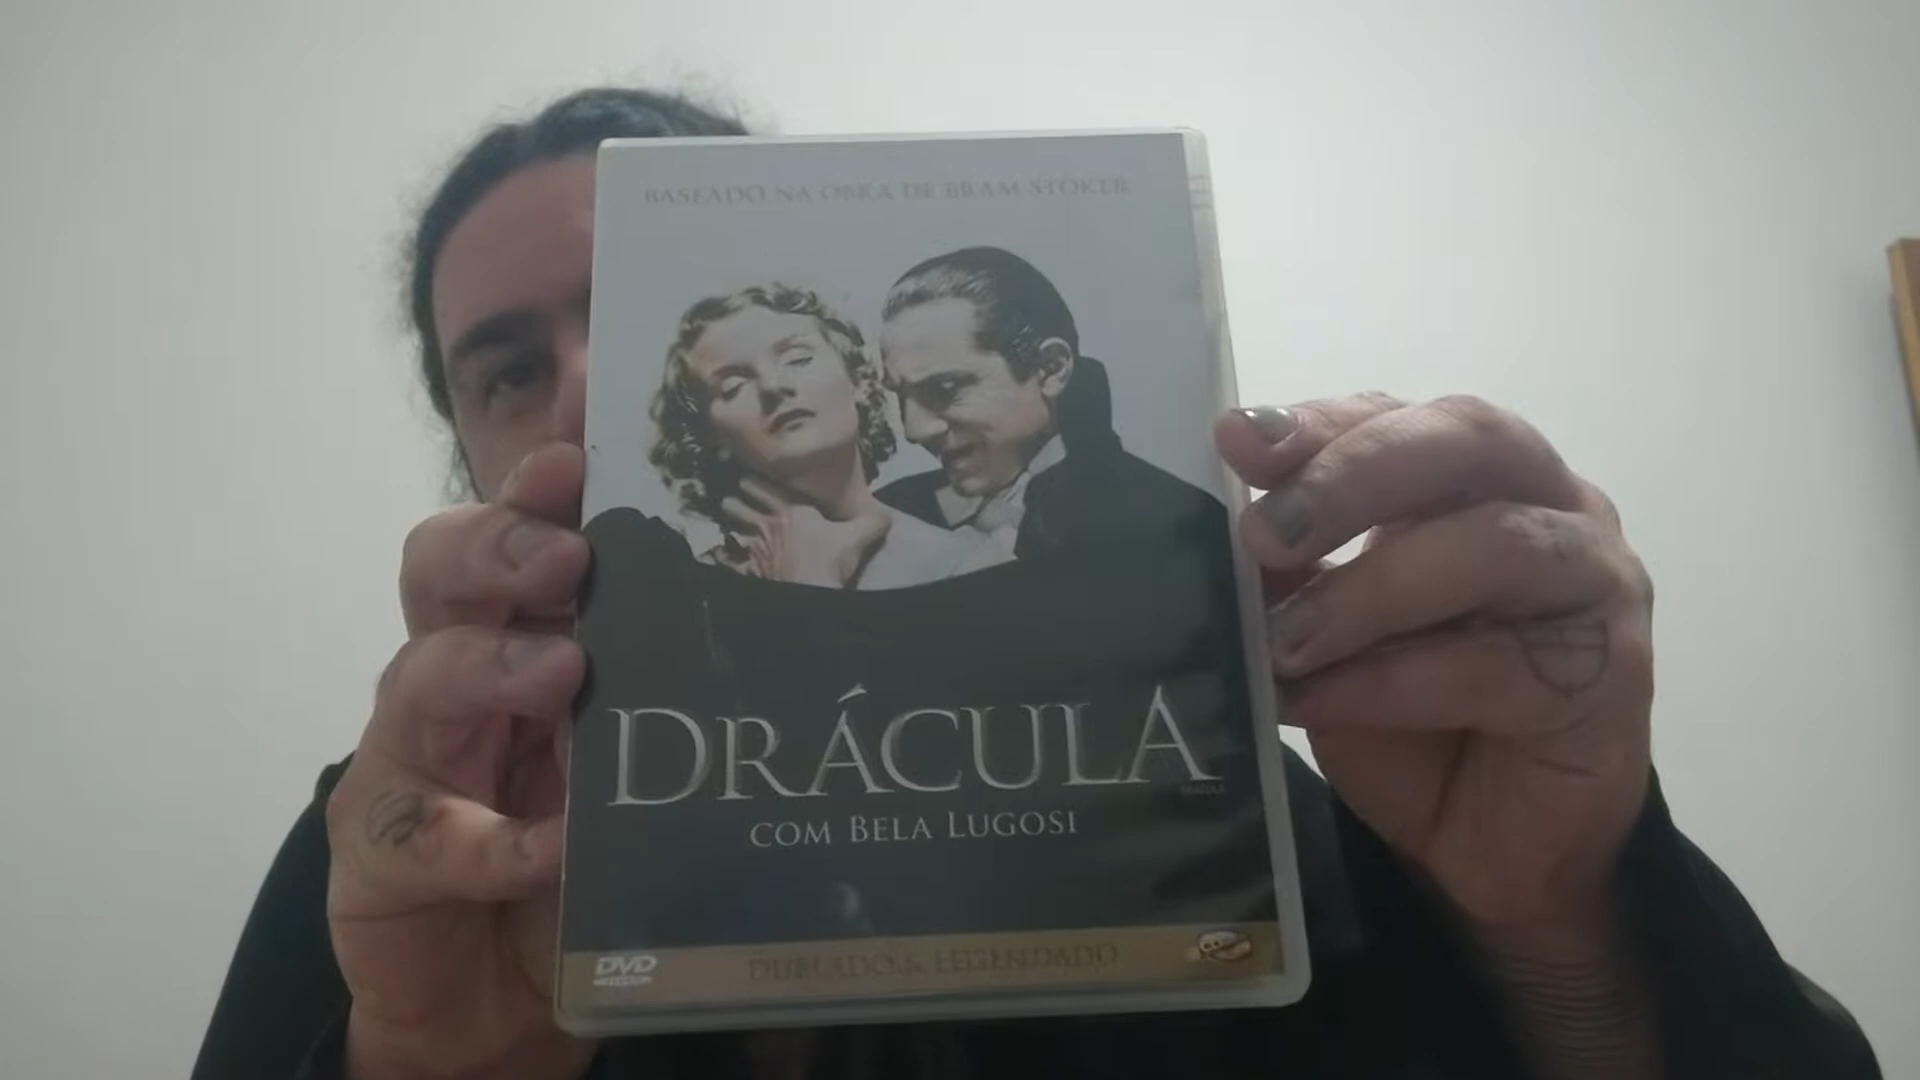 BASEADO NA OBRA DE BRAM STOKER
DRÁCULA
COM BELA LUGOSI
DVD
DUBLADO & LEGENDADO